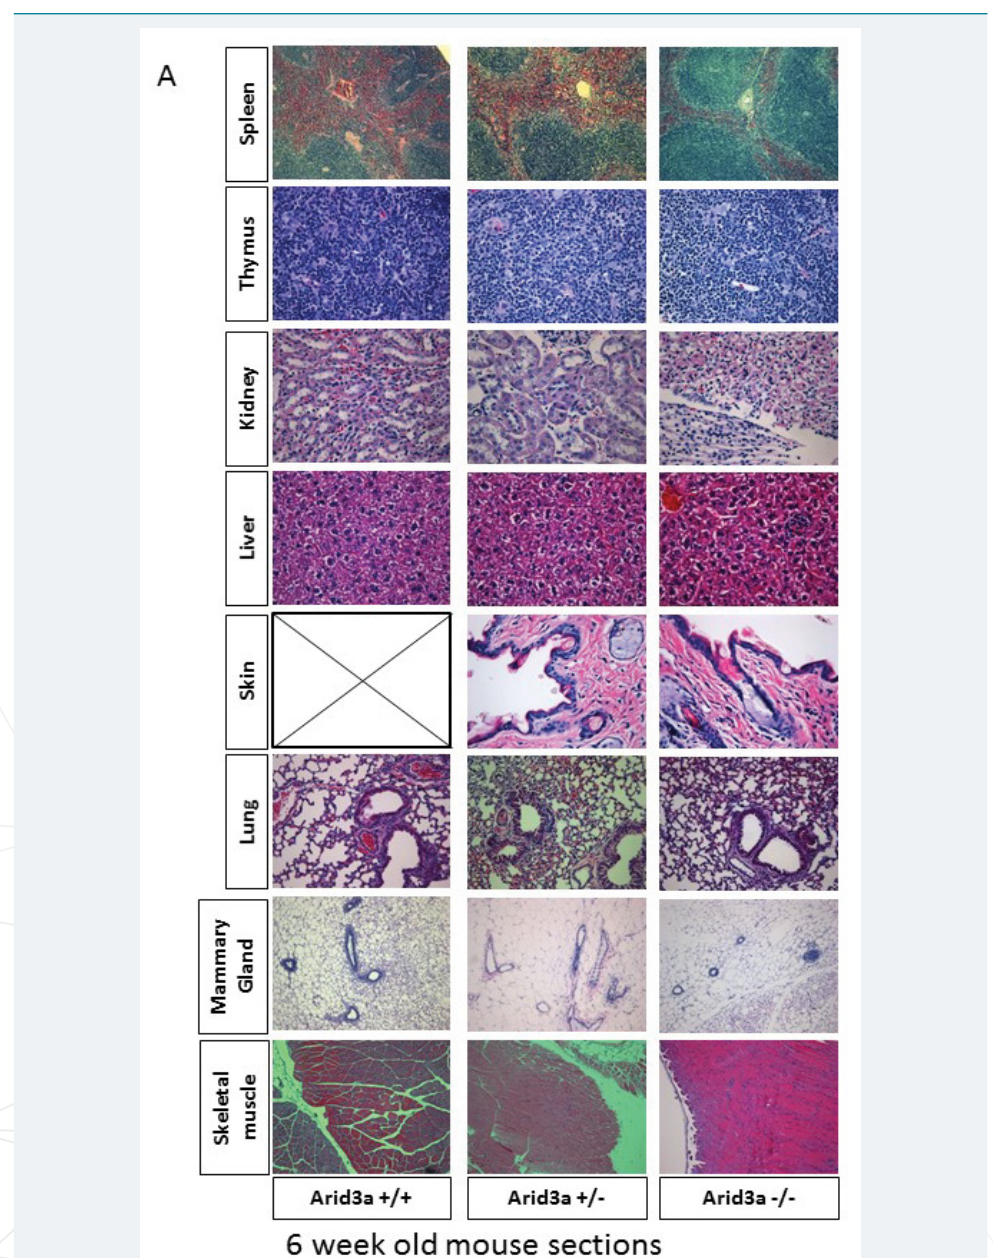 A
Spleen
Thymus
Kidney
Liver
Skin
Lung
Mammary
Gland
Skeletal
muscle
Arid3a +/+
Arid3a +/-
Arid3a -/-
6 week old mouse sections